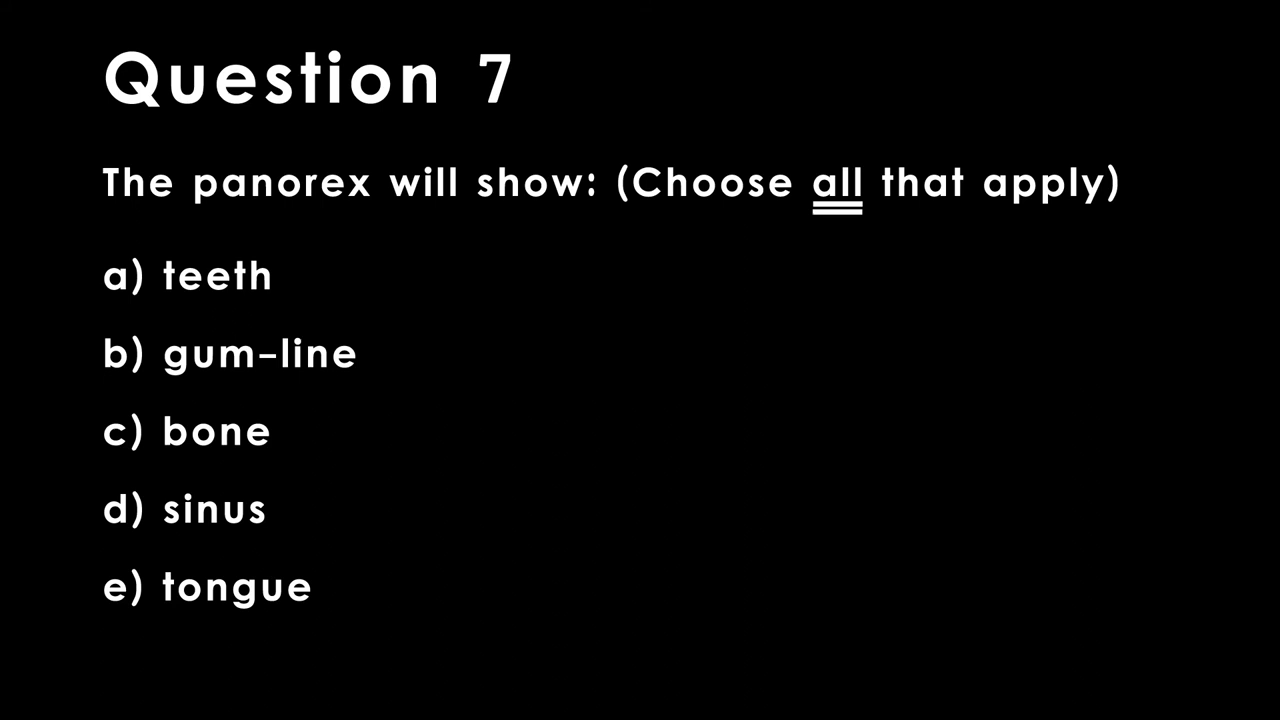 Question 7
The panorex will show: (Choose all that apply)
a) teeth
b) gum-line
c) bone
d) sinus
e) tongue